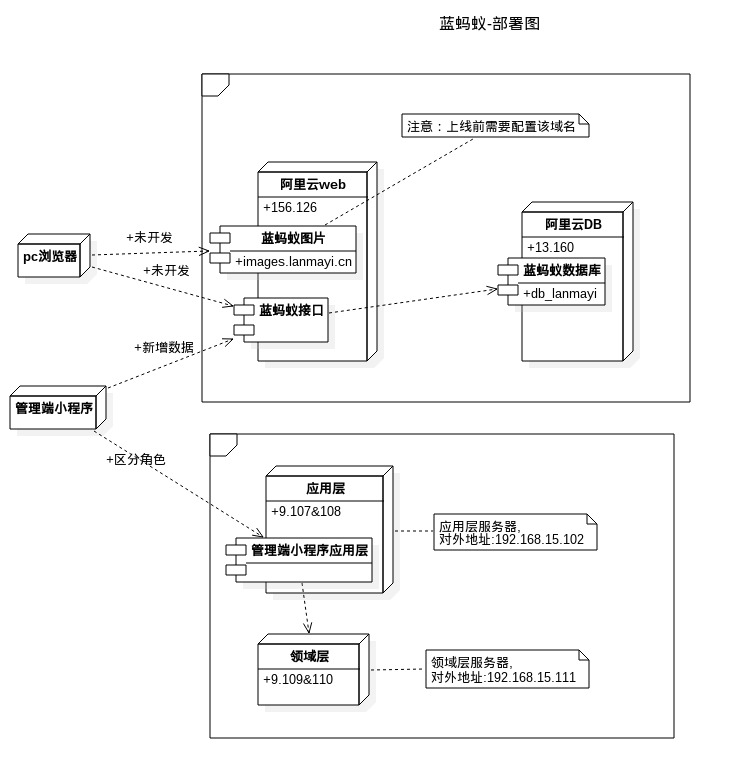 蓝蚂蚁-部署图
注意：上线前需要配置该域名
阿里云web
+156.126
蓝蚂蚁图片
+images.lanmayi.cn
蓝蚂蚁接口
阿里云DB
+13.160
蓝蚂蚁数据库
+db_lanmayi
pc浏览器
+未开发
+未开发
+新增数据
管理端小程序
+区分角色
应用层
+9.107&108
管理端小程序应用层
应用层服务器,
对外地址:192.168.15.102
领域层
+9.109&110
领域层服务器,
对外地址:192.168.15.111